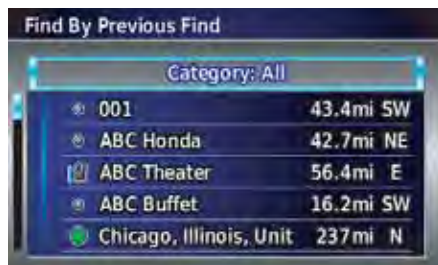 Find By Previous Find
Category: All
001 43.4mi SW
ABC Honda 42.7mi NE
ABC Theater 56.4mi E
ABC Buffet 16.2mi SW
Chicago, Illinois, Unit 237mi N